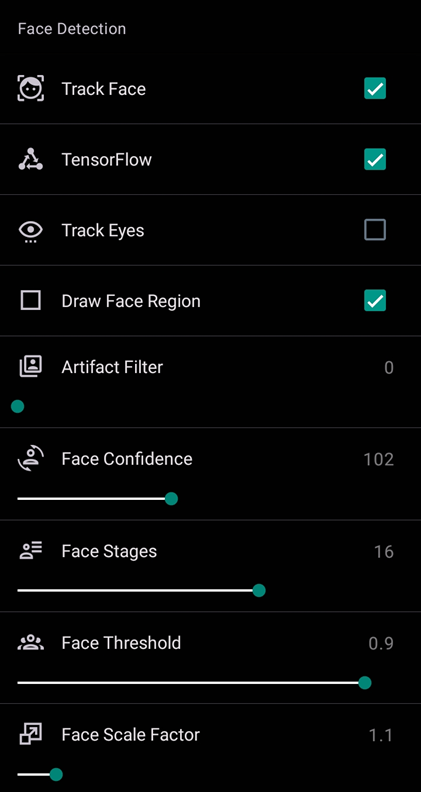 Face Detection
Track Face
TensorFlow
Track Eyes
Draw Face Region
Artifact Filter 0
Face Confidence 102
Face Stages 16
Face Threshold 0.9
Face Scale Factor 1.1